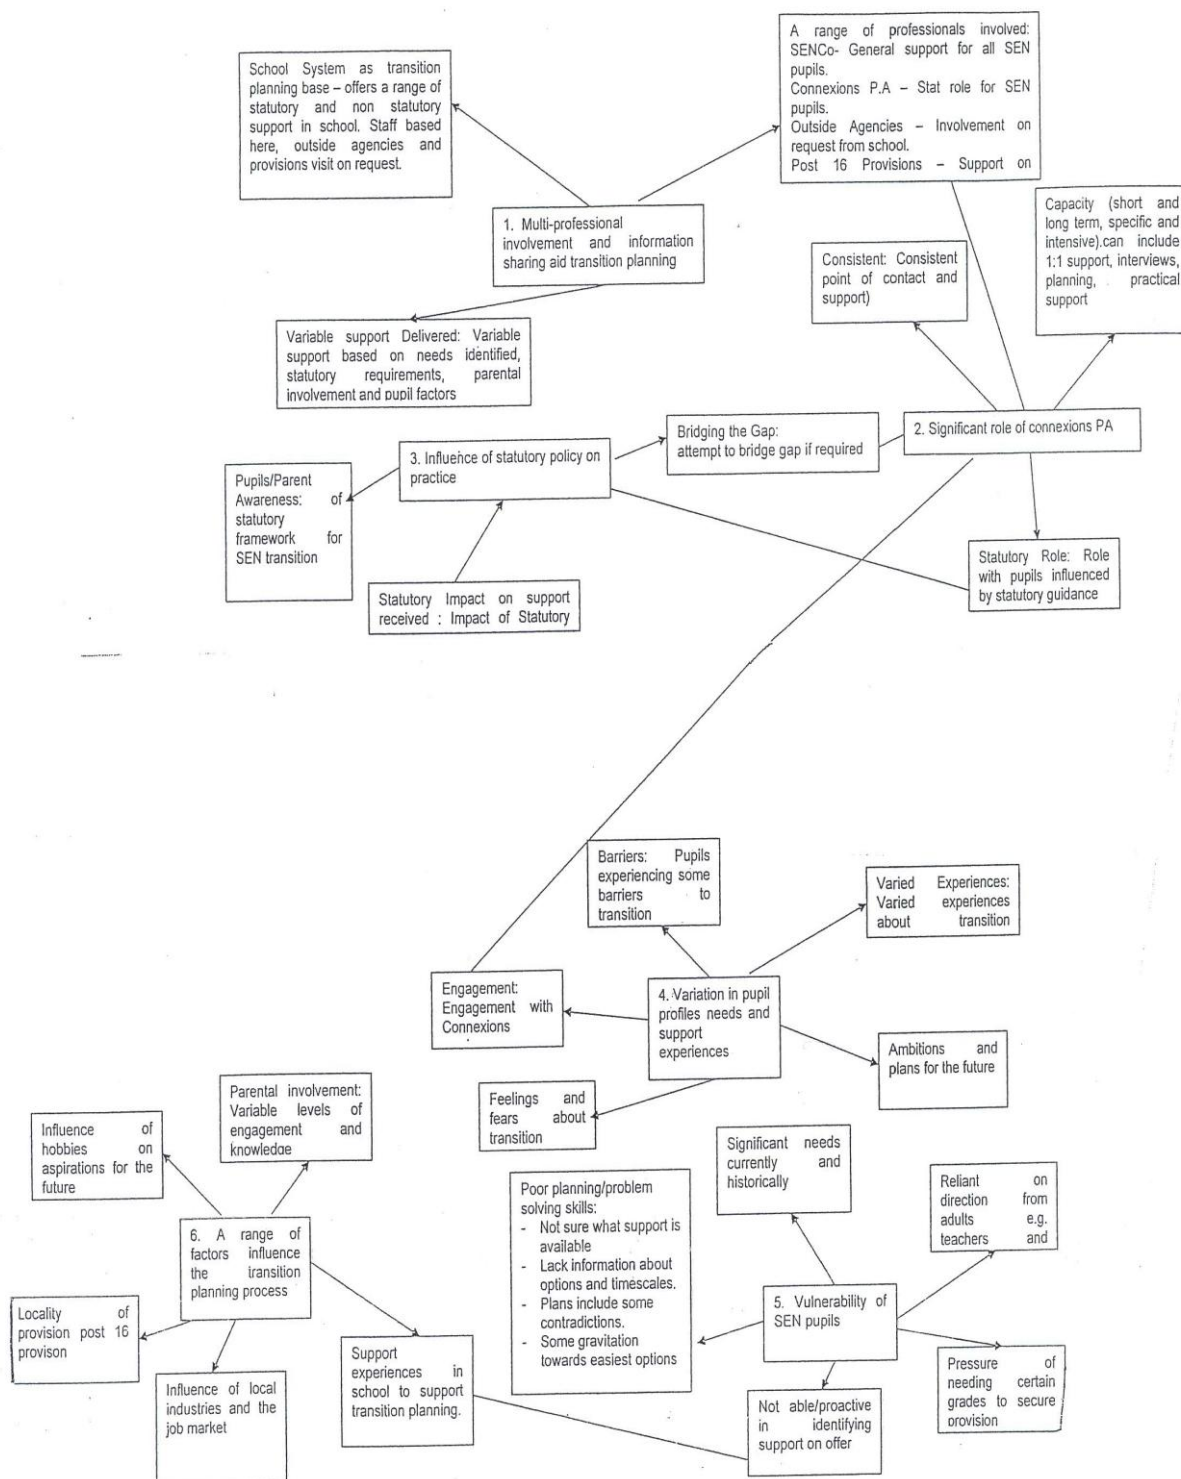 School System as transition
planning base – offers a range of
statutory and non statutory
support in school. Staff based
here, outside agencies and
provisions visit on request.
A range of professionals involved:
SENCo- General support for all SEN
pupils.
Connexions P.A – Stat role for SEN
pupils.
Outside Agencies – Involvement on
request from school.
Post 16 Provisions – Support on
1. Multi-professional
involvement and information
sharing aid transition planning
Consistent: Consistent
point of contact and
support)
Capacity (short and
long term, specific and
intensive).can include
1:1 support, interviews,
planning, practical
support
Variable support Delivered: Variable
support based on needs identified,
statutory requirements, parental
involvement and pupil factors
Bridging the Gap:
attempt to bridge gap if required
2. Significant role of connexions PA
3. Influence of statutory policy on
practice
Pupils/Parent
Awareness: of
statutory
framework for
SEN transition
Statutory Impact on support
received : Impact of Statutory
Statutory Role: Role
with pupils influenced
by statutory guidance
Barriers: Pupils
experiencing some
barriers to
transition
Varied Experiences:
Varied experiences
about transition
Engagement:
Engagement with
Connexions
4. Variation in pupil
profiles needs and
support
experiences
Ambitions and
plans for the future
Feelings and
fears about
transition
Parental involvement:
Variable levels of
engagement and
knowledge
Influence of
hobbies on
aspirations for the
future
6. A range of
factors influence
the transition
planning process
Locality of
provision post 16
provison
Influence of local
industries and the
job market
Support
experiences in
school to support
transition planning.
Significant needs
currently and
historically
Poor planning/problem
solving skills:
- Not sure what support is
available
- Lack information about
options and timescales.
- Plans include some
contradictions.
- Some gravitation
towards easiest options
Reliant on
direction from
adults e.g.
teachers and
5. Vulnerability of
SEN pupils
Pressure of
needing certain
grades to secure
provision
Not able/proactive
in identifying
support on offer